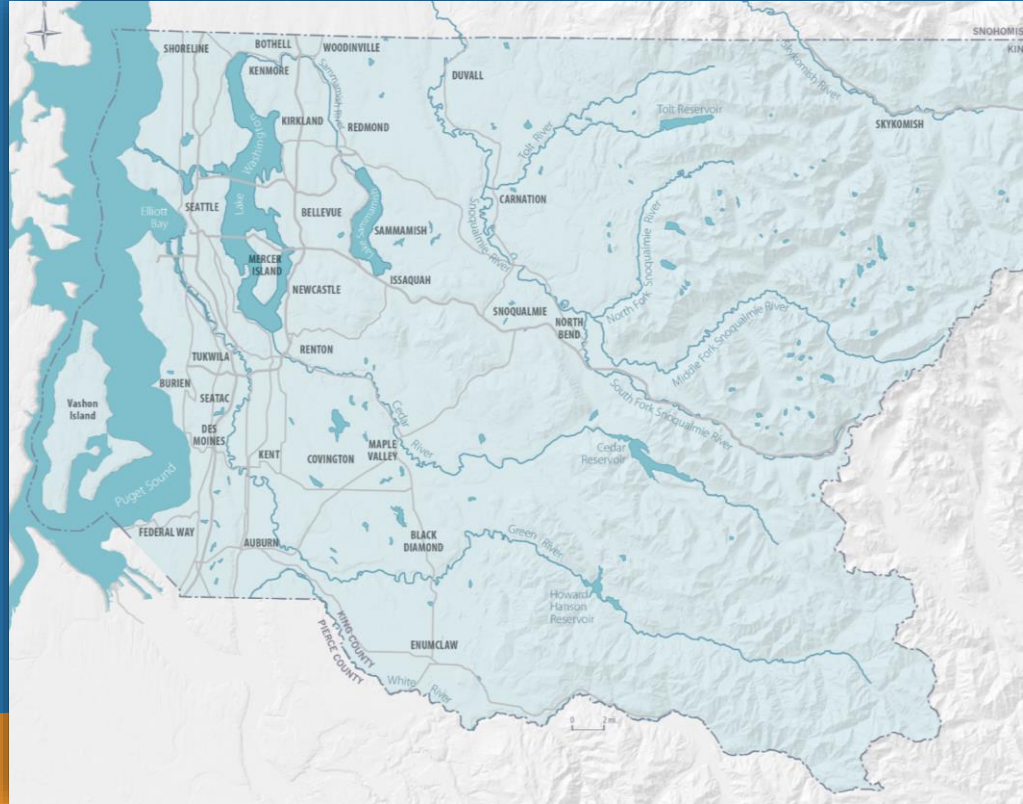 SNOHOMIS
KIN
SHORELINE
BOTHELL
WOODINVILLE
KENMORE
DUVALL
Skykomish River
Sammamish River
KIRKLAND
REDMOND
Tolt Reservoir
SKYKOMISH
Tolt River
Lake Washington
SEATTLE
Elliott
Bay
BELLEVUE
Lake Sammamish
SAMMAMISH
CARNATION
Snoqualmie River
North Fork Snoqualmie River
MERCER
ISLAND
NEWCASTLE
ISSAQUAH
SNOQUALMIE
NORTH
BEND
Middle Fork Snoqualmie River
TUKWILA
RENTON
BURIEN
SEATAC
Vashon
Island
South Fork Snoqualmie River
DES
MOINES
Cedar
River
KENT
COVINGTON
MAPLE
VALLEY
Cedar
Reservoir
Puget Sound
FEDERAL WAY
AUBURN
BLACK
DIAMOND
Green River
Howard
Hanson
Reservoir
KING COUNTY
PIERCE COUNTY
ENUMCLAW
White River
0 2mi